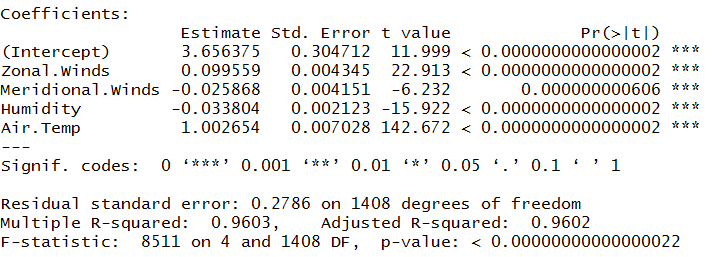 Coefficients:
Estimate Std. Error t value Pr(>|t|)
(Intercept) 3.656375 0.304712 11.999 < 0.0000000000000002 ***
Zonal.Winds 0.099559 0.004345 22.913 < 0.0000000000000002 ***
Meridional.Winds -0.025868 0.004151 -6.232 0.000000000606 ***
Humidity -0.033804 0.002123 -15.922 < 0.0000000000000002 ***
Air.Temp 1.002654 0.007028 142.672 < 0.0000000000000002 ***
---
Signif. codes: 0 ‘***’ 0.001 ‘**’ 0.01 ‘*’ 0.05 ‘.’ 0.1 ‘ ’ 1
Residual standard error: 0.2786 on 1408 degrees of freedom
Multiple R-squared: 0.9603, Adjusted R-squared: 0.9602
F-statistic: 8511 on 4 and 1408 DF, p-value: < 0.00000000000000022